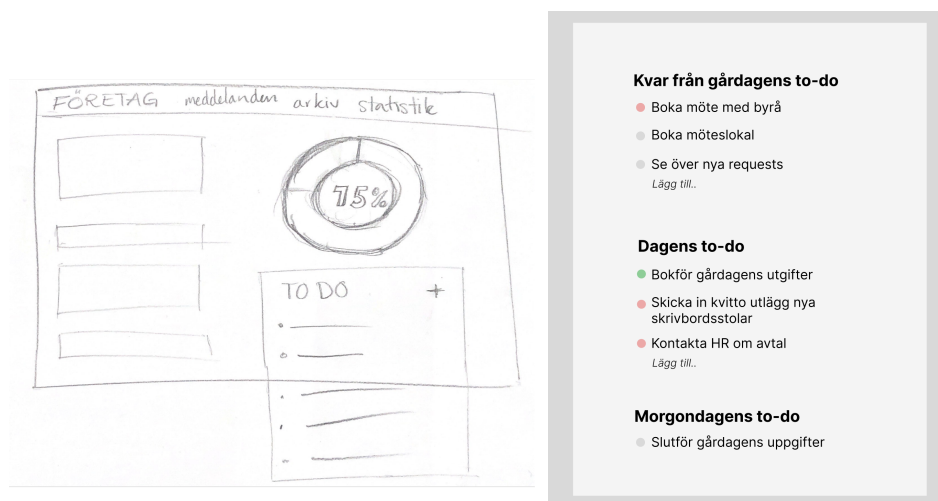 FÖRETAG meddelanden arkiv statistik
75%
TO DO +
Kvar från gårdagens to-do
Boka möte med byrå
Boka möteslokal
Se över nya requests
Lägg till..
Dagens to-do
Bokför gårdagens utgifter
Skicka in kvitto utlägg nya
skrivbordsstolar
Kontakta HR om avtal
Lägg till..
Morgondagens to-do
Slutför gårdagens uppgifter